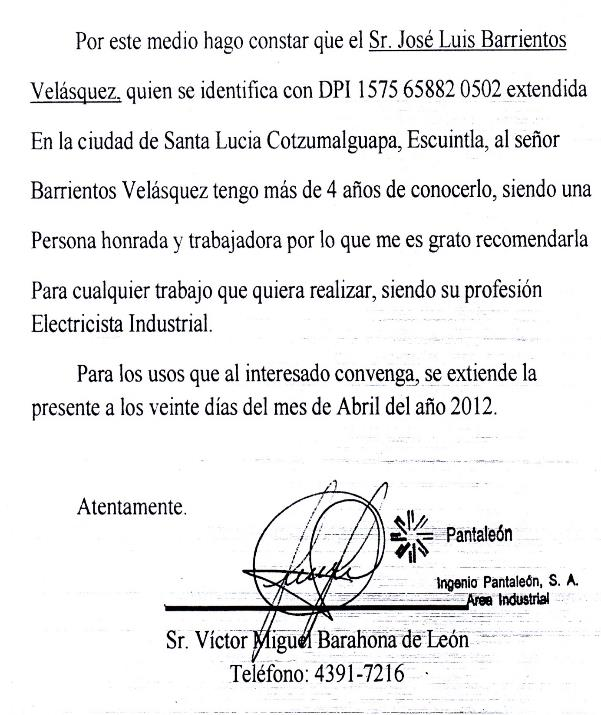 Por este medio hago constar que el Sr. José Luis Barrientos
Velásquez, quien se identifica con DPI 1575 65882 0502 extendida
En la ciudad de Santa Lucia Cotzumalguapa, Escuintla, al señor
Barrientos Velásquez tengo más de 4 años de conocerlo, siendo una
Persona honrada y trabajadora por lo que me es grato recomendarla
Para cualquier trabajo que quiera realizar, siendo su profesión
Electricista Industrial.
Para los usos que al interesado convenga, se extiende la
presente a los veinte días del mes de Abril del año 2012.
Atentamente.
Pantaleón
Ingenio Pantaleón, S. A.
Area Industrial
Sr. Víctor Miguel Barahona de León
Teléfono: 4391-7216